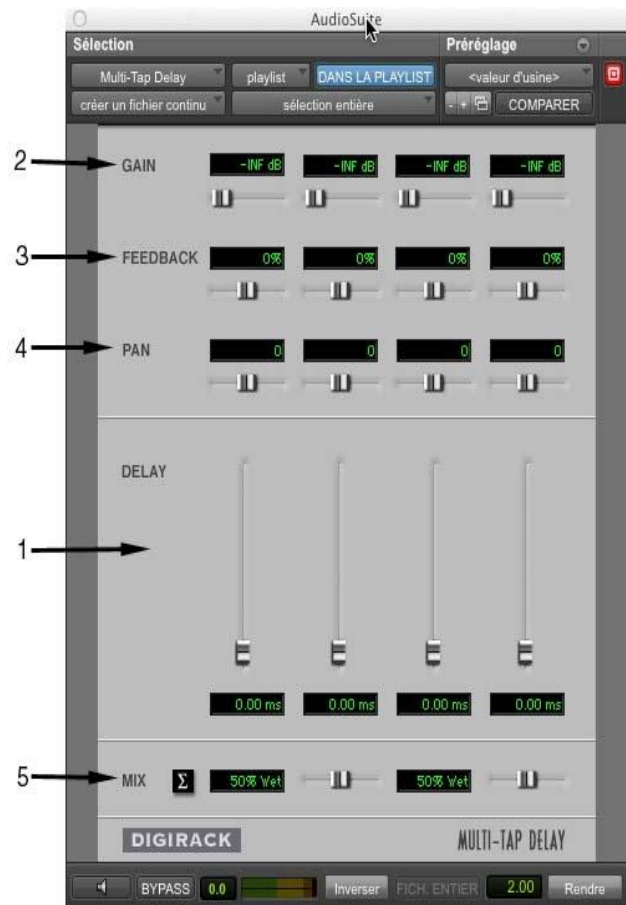 AudioSuite
Sélection Préréglage
Multi-Tap Delay playlist DANS LA PLAYLIST <valeur d'usine>
créer un fichier continu sélection entière - + COMPARER
2 GAIN -INF dB -INF dB -INF dB -INF dB
3 FEEDBACK 0% 0% 0% 0%
4 PAN 0 0 0 0
DELAY
1
0.00 ms 0.00 ms 0.00 ms 0.00 ms
5 MIX Σ 50% Wet 50% Wet
DIGIRACK MULTI-TAP DELAY
BYPASS 0.0 Inverser FICH. ENTIER 2.00 Rendre